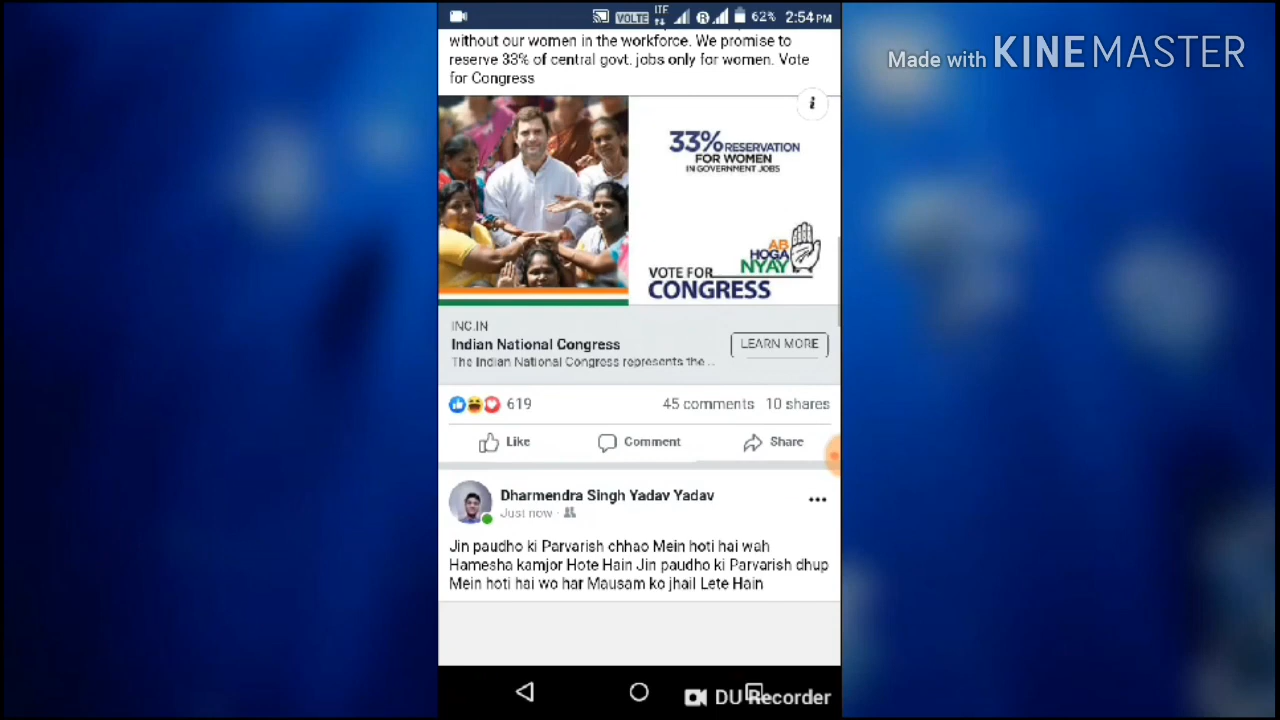 VOLTE LTE R 62% 2:54 PM
Made with KINEMASTER
without our women in the workforce. We promise to
reserve 33% of central govt. jobs only for women. Vote
for Congress
i
33% RESERVATION
FOR WOMEN
IN GOVERNMENT JOBS
AB
HOGA
NYAY
VOTE FOR
CONGRESS
INC.IN
Indian National Congress
The Indian National Congress represents the ...
LEARN MORE
619 45 comments 10 shares
Like Comment Share
Dharmendra Singh Yadav Yadav
Just now
Jin paudho ki Parvarish chhao Mein hoti hai wah
Hamesha kamjor Hote Hain Jin paudho ki Parvarish dhup
Mein hoti hai wo har Mausam ko jhail Lete Hain
DU Recorder